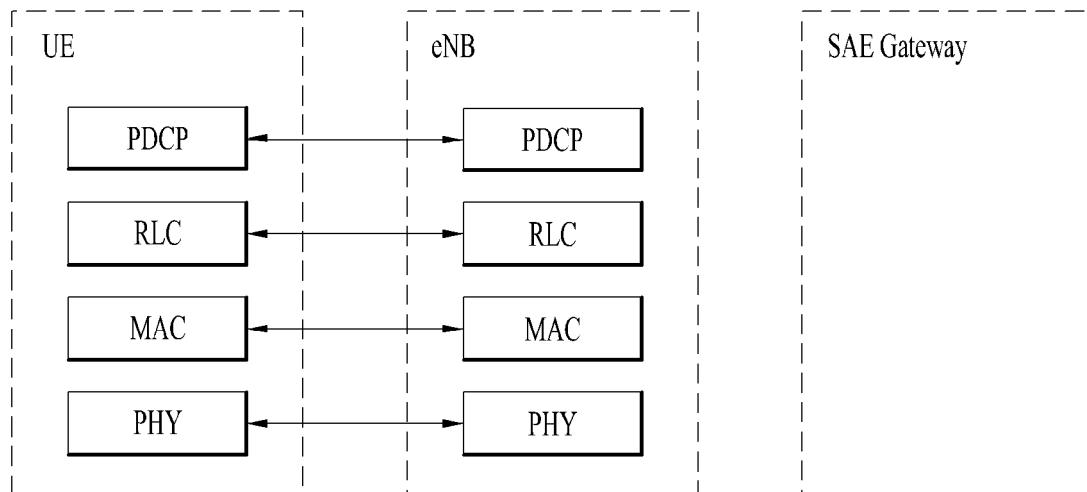 UE
eNB
SAE Gateway
PDCP
PDCP
RLC
RLC
MAC
MAC
PHY
PHY